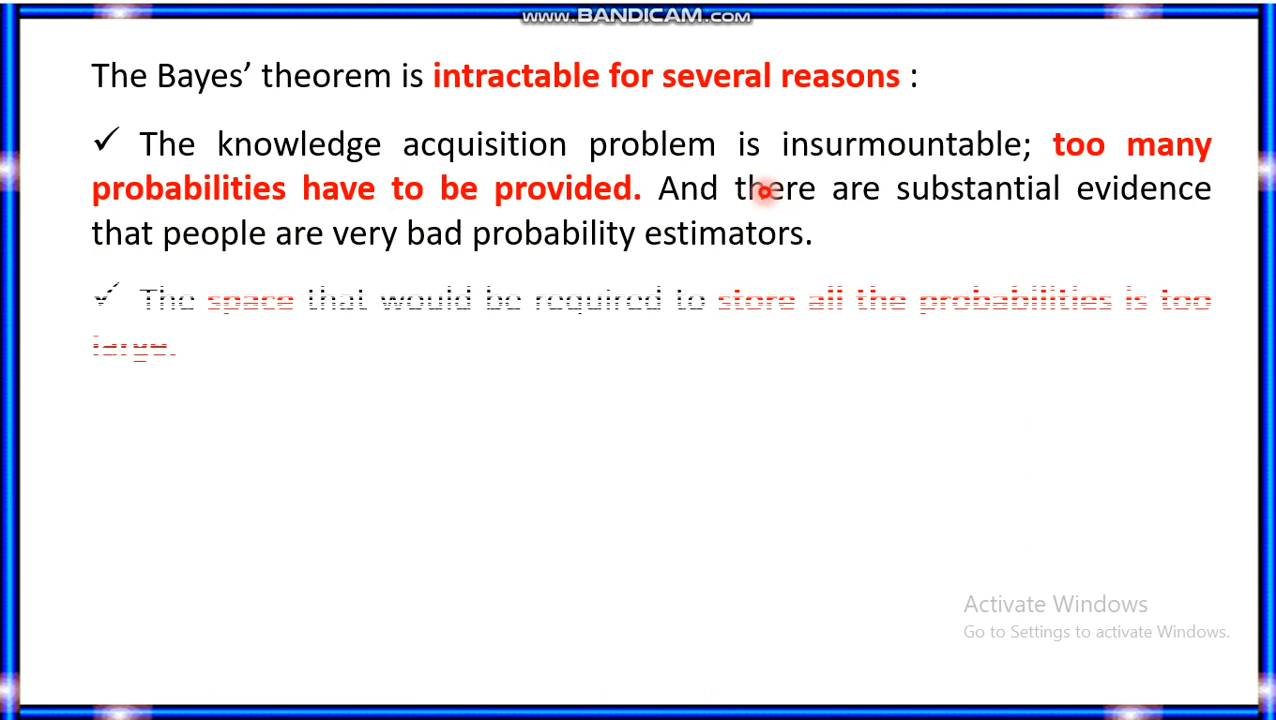 WWW.BANDICAM.COM
The Bayes’ theorem is intractable for several reasons :
✓ The knowledge acquisition problem is insurmountable; too many
probabilities have to be provided. And there are substantial evidence
that people are very bad probability estimators.
✓ The space that would be required to store all the probabilities is too
large.
Activate Windows
Go to Settings to activate Windows.